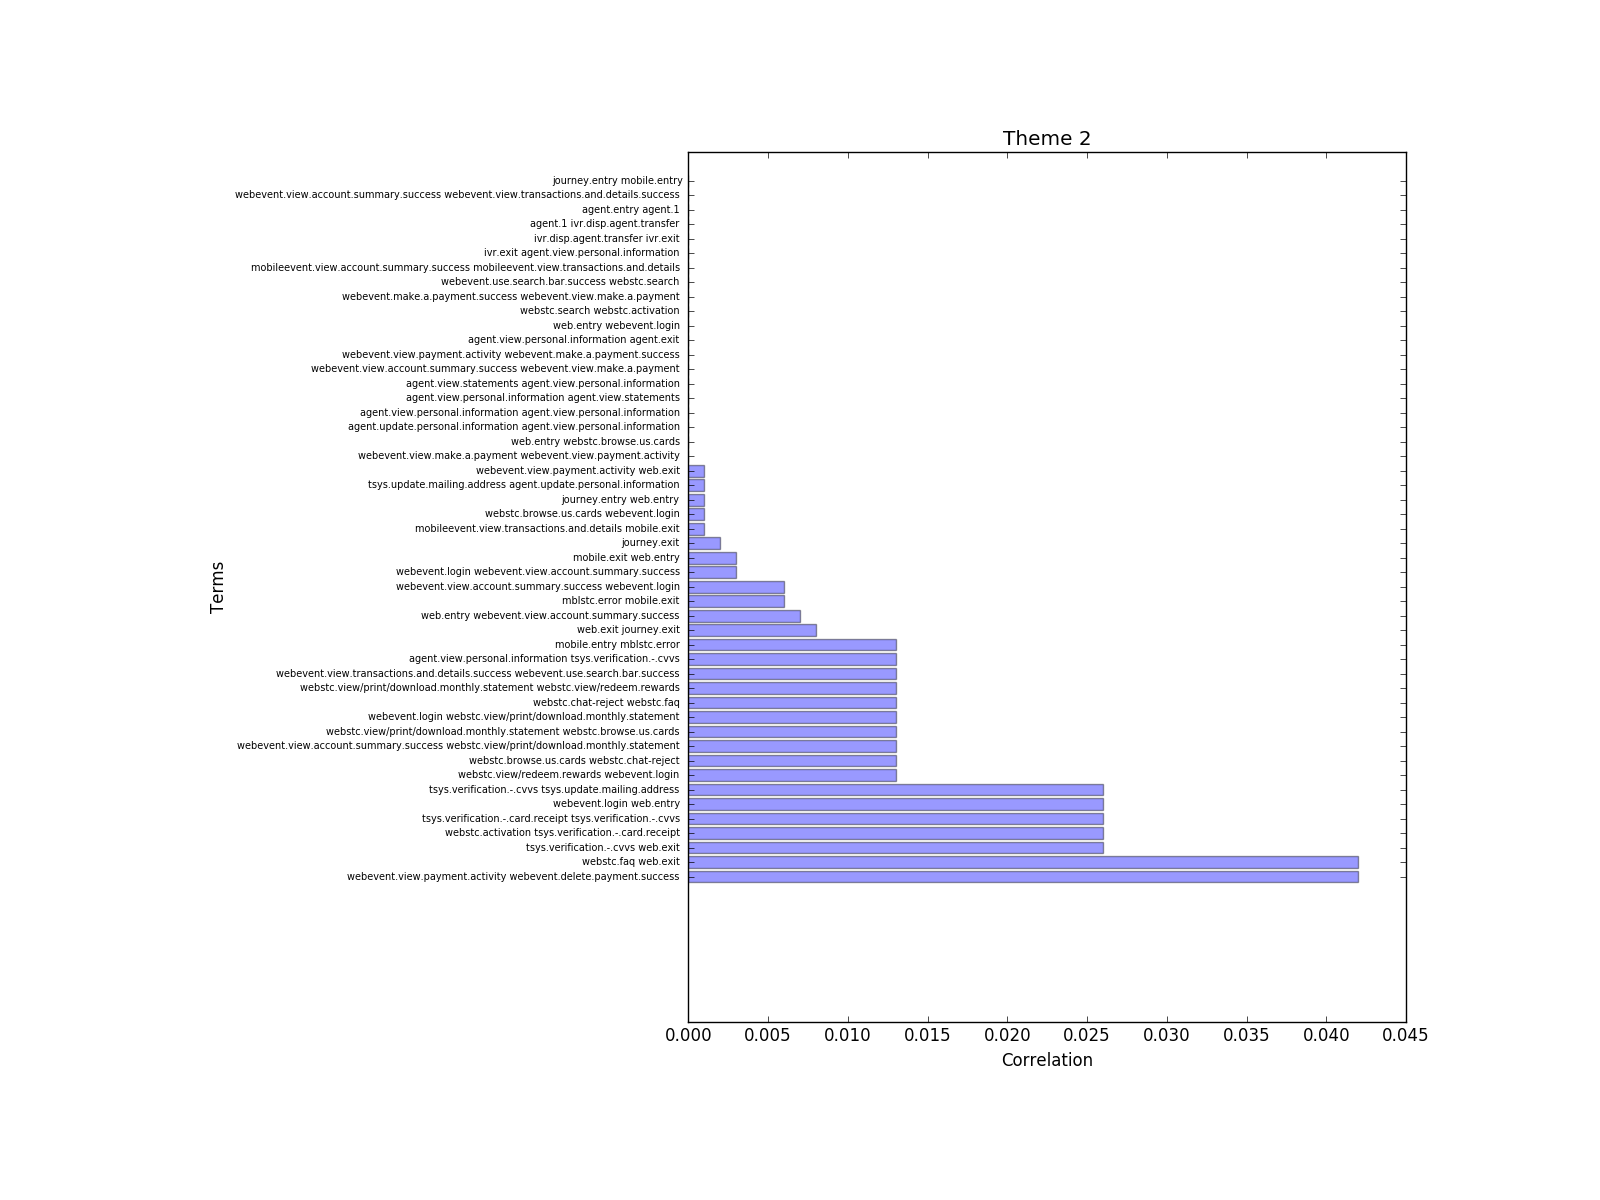 Theme 2
journey.entry mobile.entry
webevent.view.account.summary.success webevent.view.transactions.and.details.success
agent.entry agent.1
agent.1 ivr.disp.agent.transfer
ivr.disp.agent.transfer ivr.exit
ivr.exit agent.view.personal.information
mobileevent.view.account.summary.success mobileevent.view.transactions.and.details
webevent.use.search.bar.success webstc.search
webevent.make.a.payment.success webevent.view.make.a.payment
webstc.search webstc.activation
web.entry webevent.login
agent.view.personal.information agent.exit
webevent.view.payment.activity webevent.make.a.payment.success
webevent.view.account.summary.success webevent.view.make.a.payment
agent.view.statements agent.view.personal.information
agent.view.personal.information agent.view.statements
agent.view.personal.information agent.view.personal.information
agent.update.personal.information agent.view.personal.information
web.entry webstc.browse.us.cards
webevent.view.make.a.payment webevent.view.payment.activity
webevent.view.payment.activity web.exit
tsys.update.mailing.address agent.update.personal.information
journey.entry web.entry
webstc.browse.us.cards webevent.login
mobileevent.view.transactions.and.details mobile.exit
journey.exit
mobile.exit web.entry
webevent.login webevent.view.account.summary.success
webevent.view.account.summary.success webevent.login
mblstc.error mobile.exit
web.entry webevent.view.account.summary.success
web.exit journey.exit
mobile.entry mblstc.error
agent.view.personal.information tsys.verification.-.cvvs
webevent.view.transactions.and.details.success webevent.use.search.bar.success
webstc.view/print/download.monthly.statement webstc.view/redeem.rewards
webstc.chat-reject webstc.faq
webevent.login webstc.view/print/download.monthly.statement
webstc.view/print/download.monthly.statement webstc.browse.us.cards
webevent.view.account.summary.success webstc.view/print/download.monthly.statement
webstc.browse.us.cards webstc.chat-reject
webstc.view/redeem.rewards webevent.login
tsys.verification.-.cvvs tsys.update.mailing.address
webevent.login web.entry
tsys.verification.-.card.receipt tsys.verification.-.cvvs
webstc.activation tsys.verification.-.card.receipt
tsys.verification.-.cvvs web.exit
webstc.faq web.exit
webevent.view.payment.activity webevent.delete.payment.success
Terms
0.000 0.005 0.010 0.015 0.020 0.025 0.030 0.035 0.040 0.045
Correlation